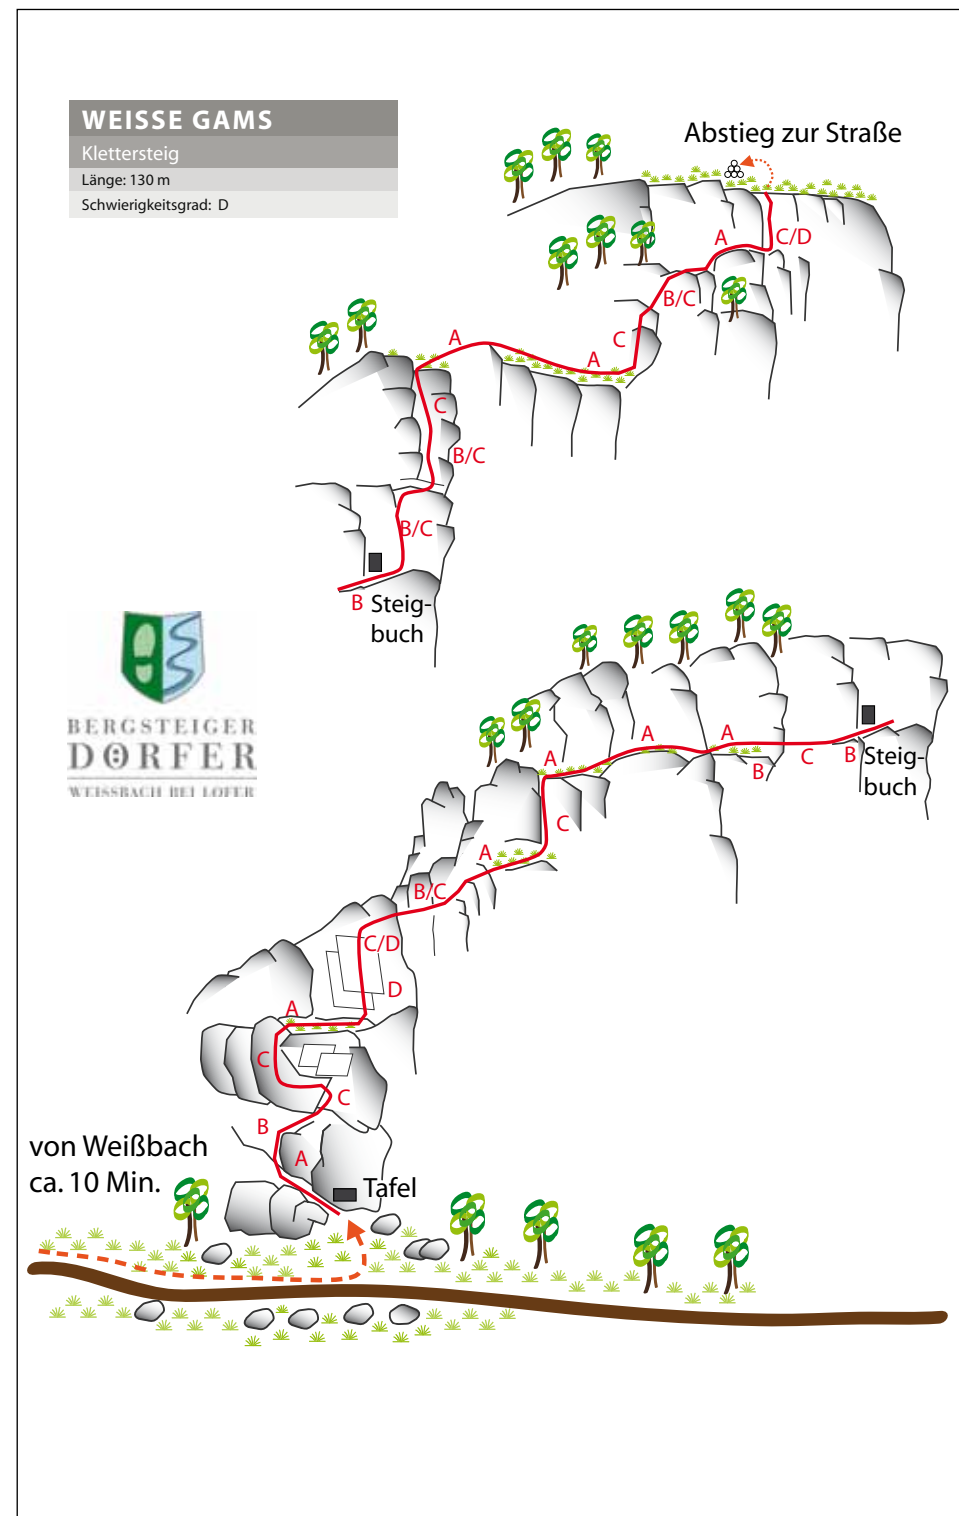 WEISSE GAMS
Klettersteig
Länge: 130 m
Schwierigkeitsgrad: D
Abstieg zur Straße
A
C/D
B/C
A
C
A
C
B/C
B/C
B
Steig-
buch
BERGSTEIGER
DÖRFER
WEISSBACH BEI LOFER
A
A
A
B
C
B
Steig-
buch
C
A
B/C
C/D
D
A
C
C
B
A
von Weißbach
ca. 10 Min.
Tafel